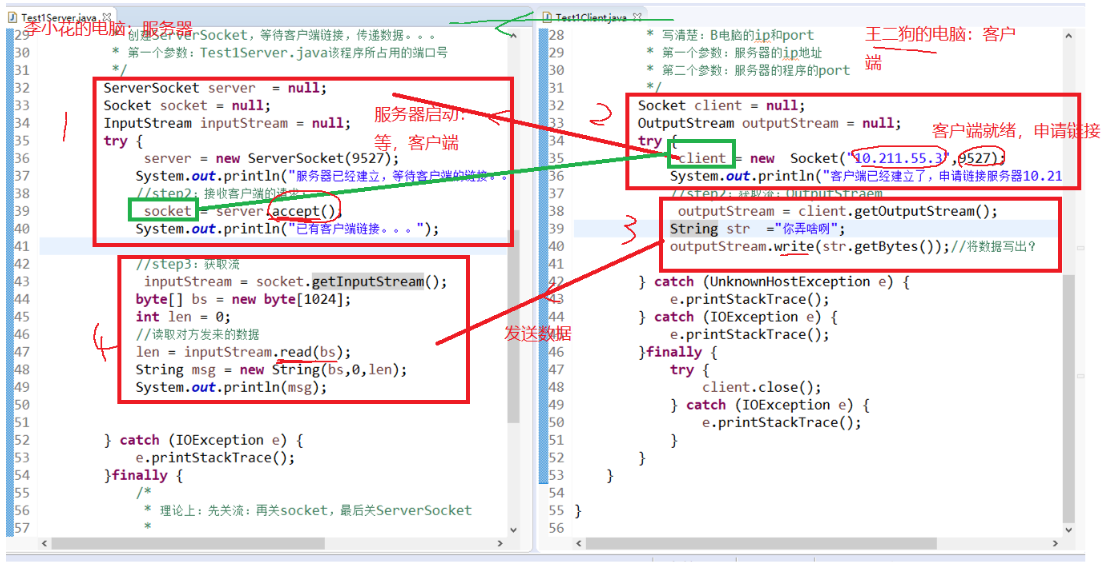 Test1Server.java
李小花的电脑：服务器
29 * 创建ServerSocket，等待客户端链接，传递数据。。。
30 * 第一个参数：Test1Server.java该程序所占用的端口号
31 */
32 ServerSocket server = null;
33 Socket socket = null;
34 InputStream inputStream = null;
35 try {
36 server = new ServerSocket(9527);
37 System.out.println("服务器已经建立，等待客户端的链接。。
38 //step2：接收客户端的请求：
39 socket = server.accept();
40 System.out.println("已有客户端链接。。。");
41
42 //step3：获取流
43 inputStream = socket.getInputStream();
44 byte[] bs = new byte[1024];
45 int len = 0;
46 //读取对方发来的数据
47 len = inputStream.read(bs);
48 String msg = new String(bs,0,len);
49 System.out.println(msg);
50
51
52 } catch (IOException e) {
53 e.printStackTrace();
54 }finally {
55 /*
56 * 理论上：先关流：再关socket，最后关ServerSocket
57 *
1
服务器启动：
等，客户端
4
发送数据
Test1Client.java
王二狗的电脑：客户
端
28 * 写清楚：B电脑的ip和port
29 * 第一个参数：服务器的ip地址
30 * 第二个参数：服务器的程序的port
31 */
32 Socket client = null;
33 OutputStream outputStream = null;
34 try {
35 client = new Socket("10.211.55.3",9527);
36 System.out.println("客户端已经建立了，申请链接服务器10.21
37 //step2：获取流：OutputStraem
38 outputStream = client.getOutputStream();
39 String str ="你弄啥啊";
40 outputStream.write(str.getBytes());//将数据写出？
41
42 } catch (UnknownHostException e) {
43 e.printStackTrace();
44 } catch (IOException e) {
45 e.printStackTrace();
46 }finally {
47 try {
48 client.close();
49 } catch (IOException e) {
50 e.printStackTrace();
51 }
52 }
53 }
54
55 }
56
2
客户端就绪，申请链接
3